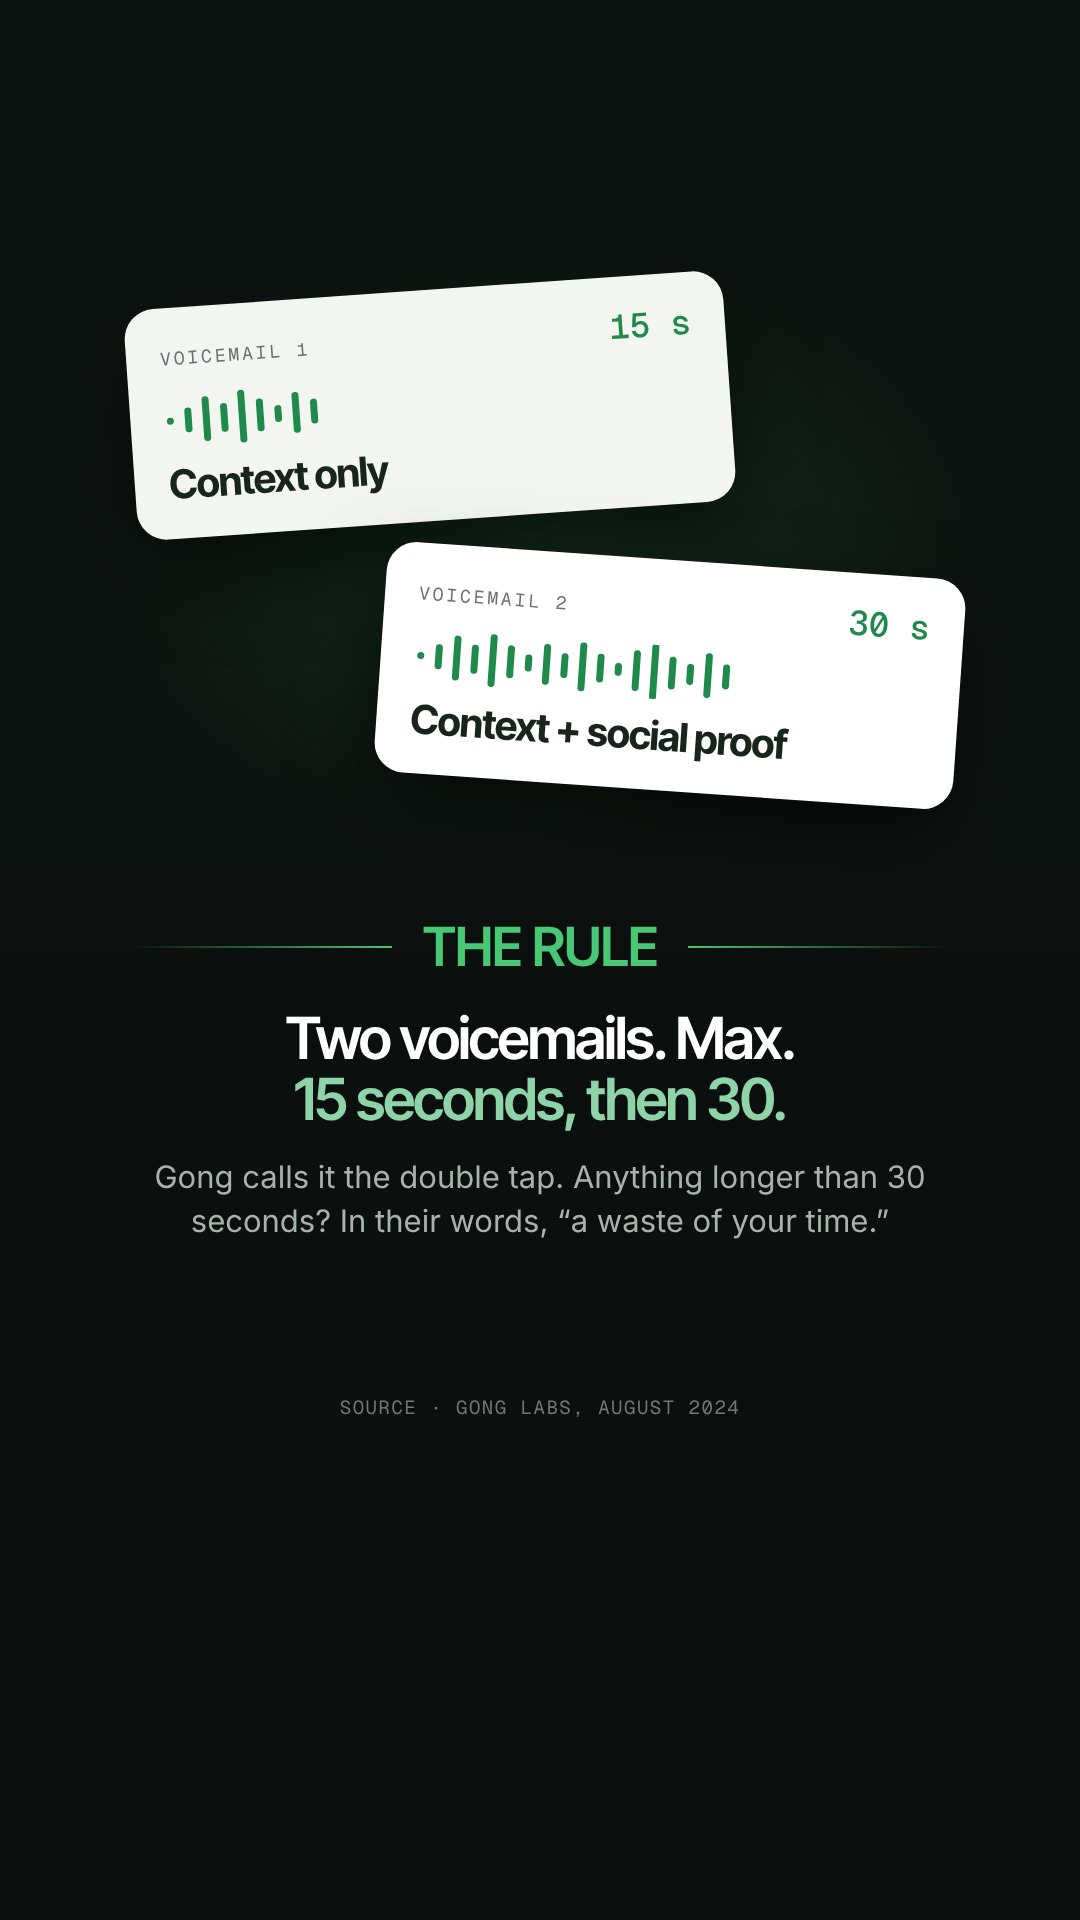 VOICEMAIL 1
15 s
Context only
VOICEMAIL 2
30 s
Context + social proof
THE RULE
Two voicemails. Max.
15 seconds, then 30.
Gong calls it the double tap. Anything longer than 30
seconds? In their words, “a waste of your time.”
SOURCE · GONG LABS, AUGUST 2024